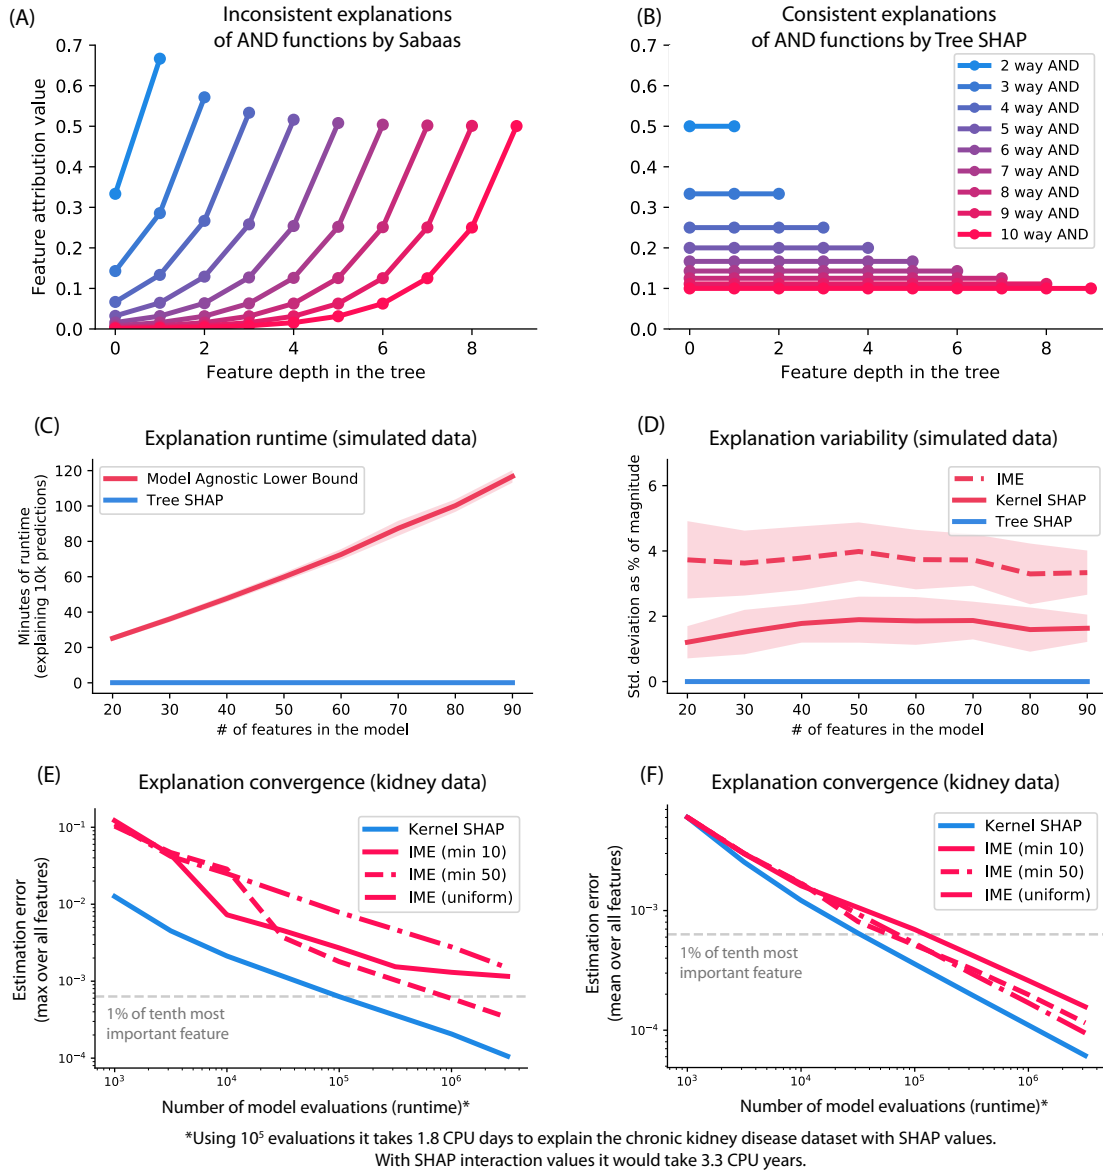 (A)
Inconsistent explanations
of AND functions by Sabaas
0.7
0.6
0.5
0.4
0.3
0.2
0.1
0.0
Feature attribution value
0 2 4 6 8
Feature depth in the tree
(B)
Consistent explanations
of AND functions by Tree SHAP
0.7
0.6
0.5
0.4
0.3
0.2
0.1
0.0
2 way AND
3 way AND
4 way AND
5 way AND
6 way AND
7 way AND
8 way AND
9 way AND
10 way AND
0 2 4 6 8
Feature depth in the tree
(C)
Explanation runtime (simulated data)
Model Agnostic Lower Bound
Tree SHAP
120
100
80
60
40
20
0
Minutes of runtime
(explaining 10k predictions)
20 30 40 50 60 70 80 90
# of features in the model
(D)
Explanation variability (simulated data)
IME
Kernel SHAP
Tree SHAP
6
4
2
0
Std. deviation as % of magnitude
20 30 40 50 60 70 80 90
# of features in the model
(E)
Explanation convergence (kidney data)
Kernel SHAP
IME (min 10)
IME (min 50)
IME (uniform)
10⁻¹
10⁻²
10⁻³
10⁻⁴
Estimation error
(max over all features)
1% of tenth most
important feature
10³ 10⁴ 10⁵ 10⁶
Number of model evaluations (runtime)*
(F)
Explanation convergence (kidney data)
Kernel SHAP
IME (min 10)
IME (min 50)
IME (uniform)
10⁻³
10⁻⁴
Estimation error
(mean over all features)
1% of tenth most
important feature
10³ 10⁴ 10⁵ 10⁶
Number of model evaluations (runtime)*
*Using 10⁵ evaluations it takes 1.8 CPU days to explain the chronic kidney disease dataset with SHAP values.
With SHAP interaction values it would take 3.3 CPU years.